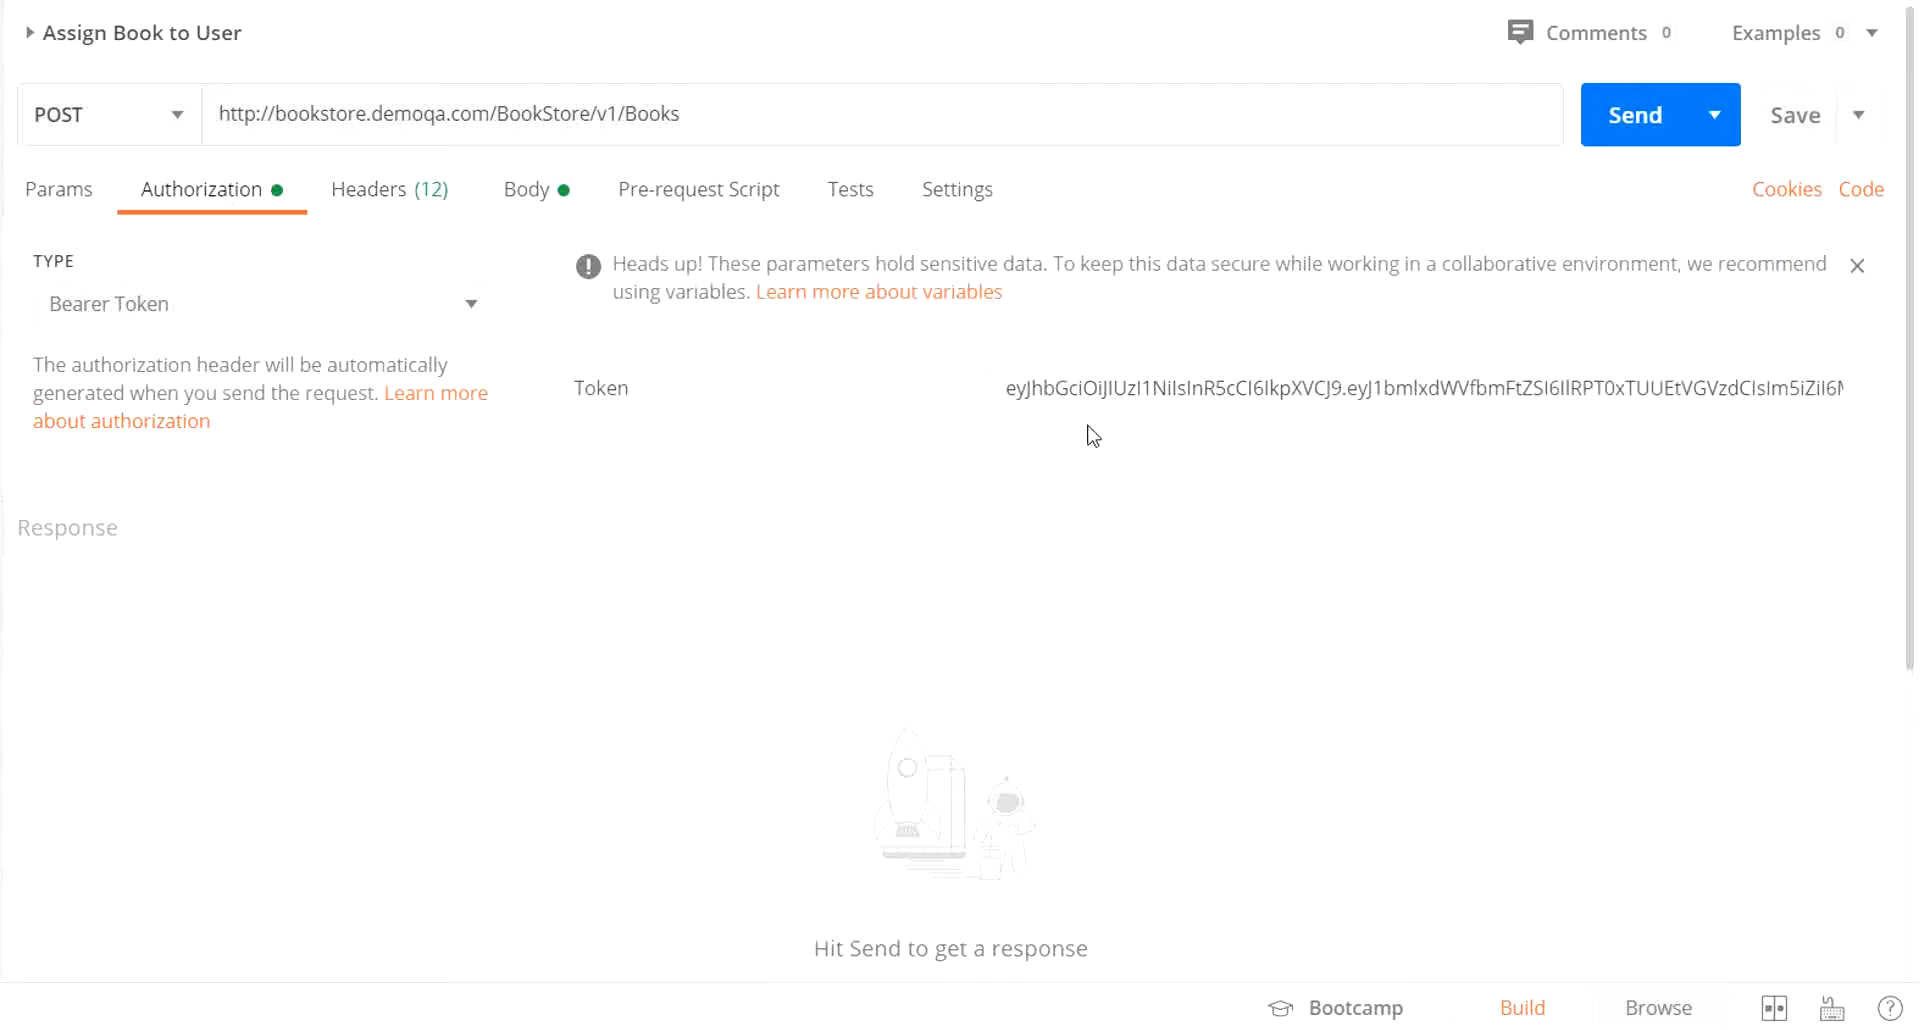 Assign Book to User
Comments 0
Examples 0
POST
http://bookstore.demoqa.com/BookStore/v1/Books
Send
Save
Params
Authorization
Headers (12)
Body
Pre-request Script
Tests
Settings
Cookies
Code
TYPE
Bearer Token
The authorization header will be automatically
generated when you send the request. Learn more
about authorization
Heads up! These parameters hold sensitive data. To keep this data secure while working in a collaborative environment, we recommend
using variables. Learn more about variables
Token
eyJhbGciOiJIUzI1NiIsInR5cCI6IkpXVCJ9.eyJ1bmlxdWVfbmFtZSI6IlRPT0xTUUEtVGVzdCIsIm5iZiI6M
Response
Hit Send to get a response
Bootcamp
Build
Browse